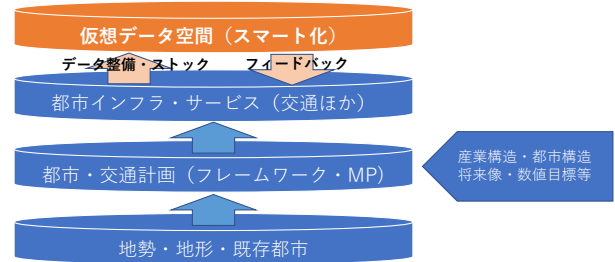 仮想データ空間（スマート化）
データ整備・ストック
フィードバック
都市インフラ・サービス（交通ほか）
都市・交通計画（フレームワーク・MP）
産業構造・都市構造
将来像・数値目標等
地勢・地形・既存都市